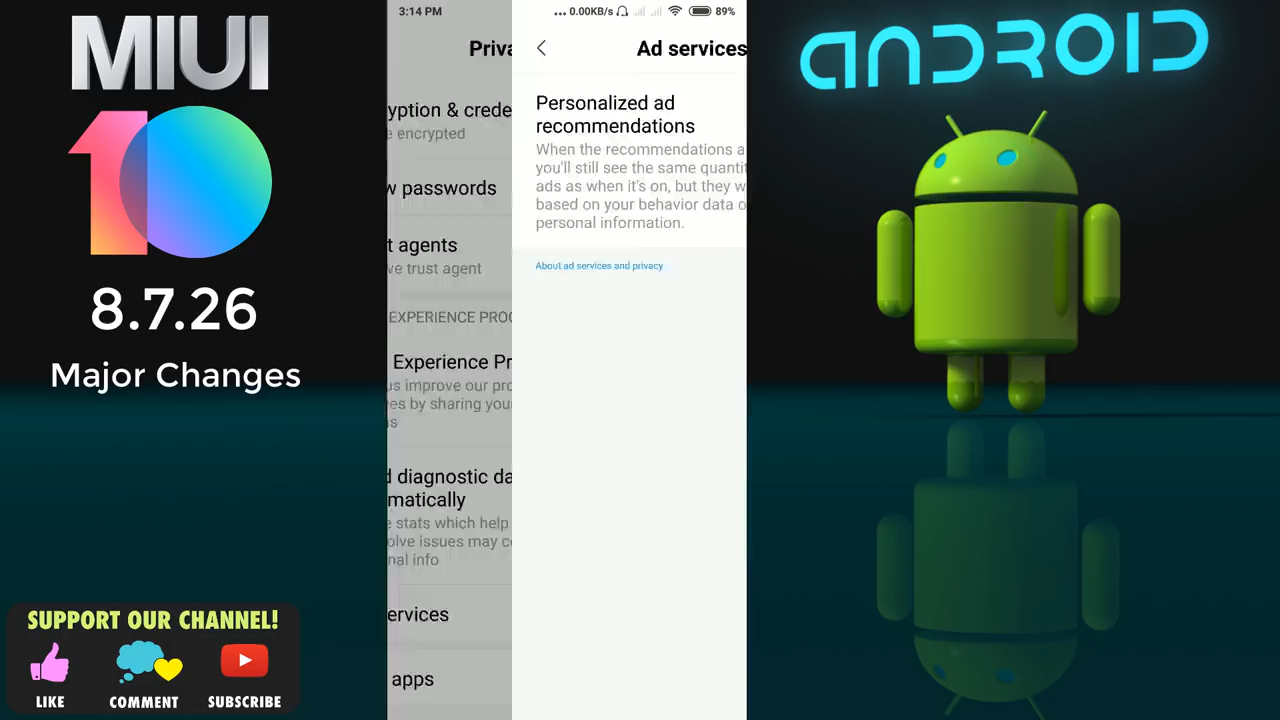 MIUI
10
8.7.26
Major Changes
SUPPORT OUR CHANNEL!
LIKE
COMMENT
SUBSCRIBE
3:14 PM
... 0.00KB/s
89%
Priva
yption & crede
e encrypted
w passwords
t agents
ve trust agent
EXPERIENCE PROG
Experience Pr
us improve our pro
es by sharing your
ns
d diagnostic da
matically
e stats which help
olve issues may co
nal info
ervices
apps
Ad services
Personalized ad
recommendations
When the recommendations a
you'll still see the same quantit
ads as when it's on, but they w
based on your behavior data o
personal information.
About ad services and privacy
ANDROID